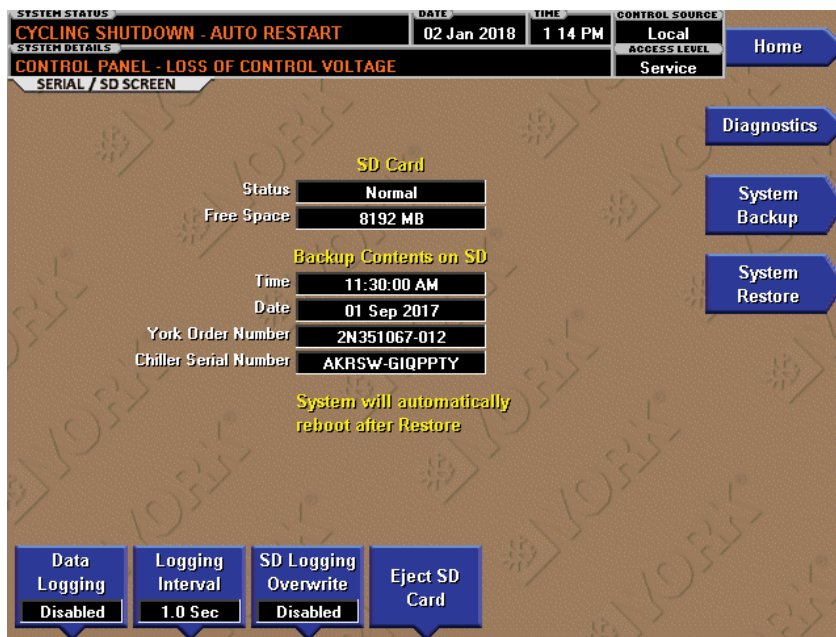 SYSTEM STATUS
CYCLING SHUTDOWN - AUTO RESTART
DATE
02 Jan 2018
TIME
1 14 PM
CONTROL SOURCE
Local
SYSTEM DETAILS
CONTROL PANEL - LOSS OF CONTROL VOLTAGE
ACCESS LEVEL
Service
Home
SERIAL / SD SCREEN
Diagnostics
System
Backup
System
Restore
SD Card
Status Normal
Free Space 8192 MB
Backup Contents on SD
Time 11:30:00 AM
Date 01 Sep 2017
York Order Number 2N351067-012
Chiller Serial Number AKRSW-GIQPPTY
System will automatically
reboot after Restore
Data
Logging
Disabled
Logging
Interval
1.0 Sec
SD Logging
Overwrite
Disabled
Eject SD
Card
YORK